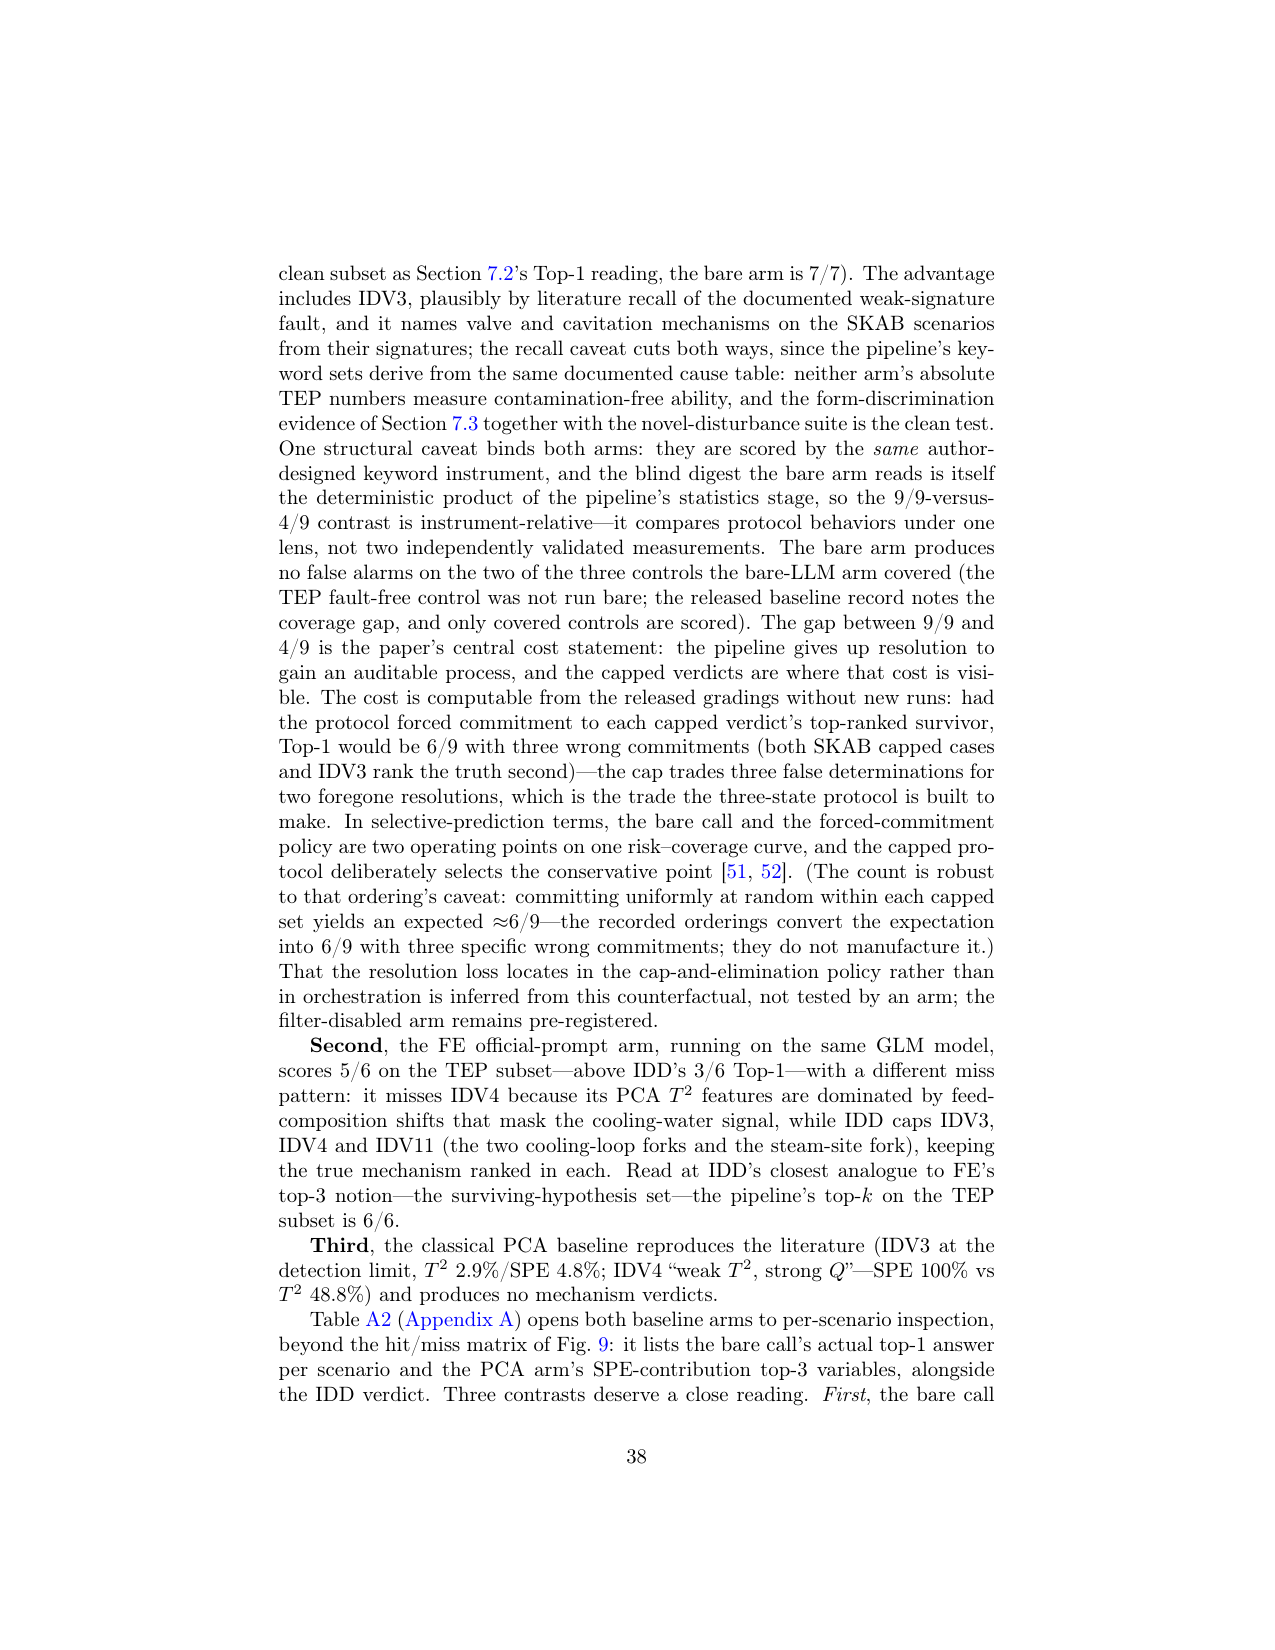 clean subset as Section 7.2's Top-1 reading, the bare arm is 7/7). The advantage
includes IDV3, plausibly by literature recall of the documented weak-signature
fault, and it names valve and cavitation mechanisms on the SKAB scenarios
from their signatures; the recall caveat cuts both ways, since the pipeline's key-
word sets derive from the same documented cause table: neither arm's absolute
TEP numbers measure contamination-free ability, and the form-discrimination
evidence of Section 7.3 together with the novel-disturbance suite is the clean test.
One structural caveat binds both arms: they are scored by the same author-
designed keyword instrument, and the blind digest the bare arm reads is itself
the deterministic product of the pipeline's statistics stage, so the 9/9-versus-
4/9 contrast is instrument-relative—it compares protocol behaviors under one
lens, not two independently validated measurements. The bare arm produces
no false alarms on the two of the three controls the bare-LLM arm covered (the
TEP fault-free control was not run bare; the released baseline record notes the
coverage gap, and only covered controls are scored). The gap between 9/9 and
4/9 is the paper's central cost statement: the pipeline gives up resolution to
gain an auditable process, and the capped verdicts are where that cost is visi-
ble. The cost is computable from the released gradings without new runs: had
the protocol forced commitment to each capped verdict's top-ranked survivor,
Top-1 would be 6/9 with three wrong commitments (both SKAB capped cases
and IDV3 rank the truth second)—the cap trades three false determinations for
two foregone resolutions, which is the trade the three-state protocol is built to
make. In selective-prediction terms, the bare call and the forced-commitment
policy are two operating points on one risk–coverage curve, and the capped pro-
tocol deliberately selects the conservative point [51, 52]. (The count is robust
to that ordering's caveat: committing uniformly at random within each capped
set yields an expected ≈6/9—the recorded orderings convert the expectation
into 6/9 with three specific wrong commitments; they do not manufacture it.)
That the resolution loss locates in the cap-and-elimination policy rather than
in orchestration is inferred from this counterfactual, not tested by an arm; the
filter-disabled arm remains pre-registered.
Second, the FE official-prompt arm, running on the same GLM model,
scores 5/6 on the TEP subset—above IDD's 3/6 Top-1—with a different miss
pattern: it misses IDV4 because its PCA T² features are dominated by feed-
composition shifts that mask the cooling-water signal, while IDD caps IDV3,
IDV4 and IDV11 (the two cooling-loop forks and the steam-site fork), keeping
the true mechanism ranked in each. Read at IDD's closest analogue to FE's
top-3 notion—the surviving-hypothesis set—the pipeline's top-k on the TEP
subset is 6/6.
Third, the classical PCA baseline reproduces the literature (IDV3 at the
detection limit, T² 2.9%/SPE 4.8%; IDV4 “weak T², strong Q”—SPE 100% vs
T² 48.8%) and produces no mechanism verdicts.
Table A2 (Appendix A) opens both baseline arms to per-scenario inspection,
beyond the hit/miss matrix of Fig. 9: it lists the bare call's actual top-1 answer
per scenario and the PCA arm's SPE-contribution top-3 variables, alongside
the IDD verdict. Three contrasts deserve a close reading. First, the bare call
38